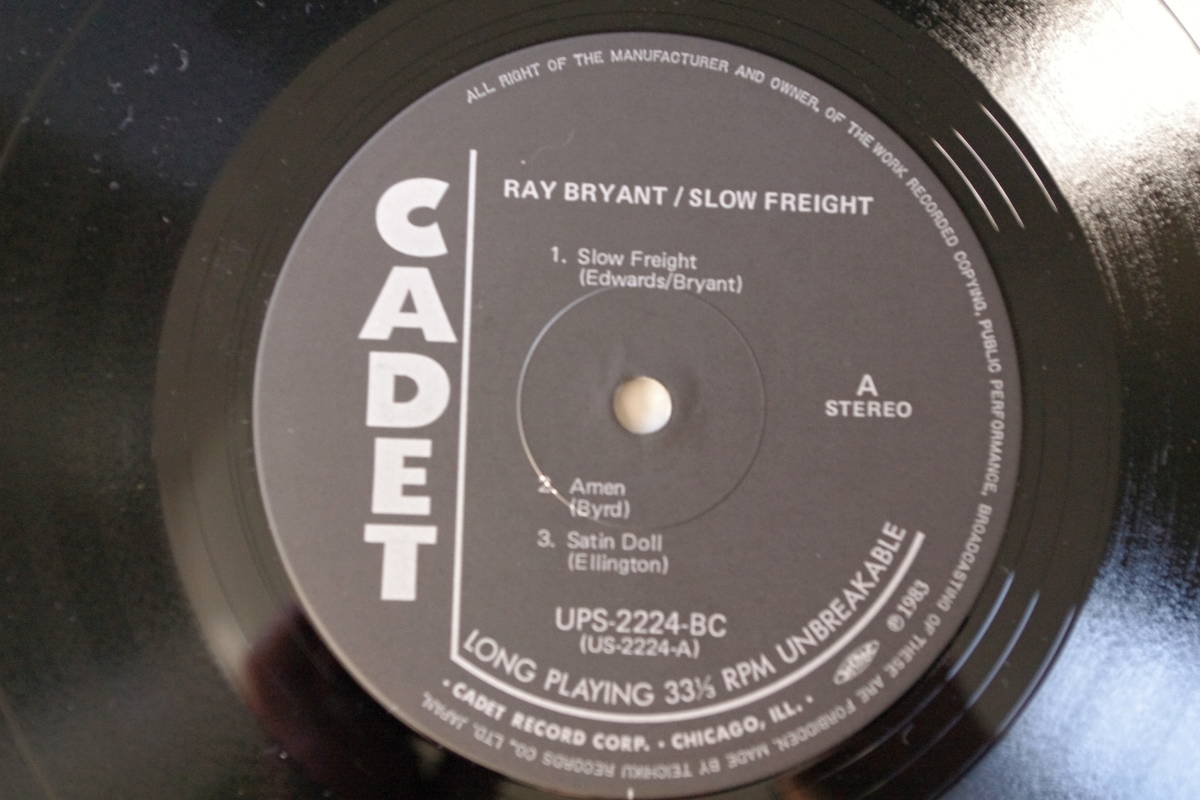 ALL RIGHT OF THE MANUFACTURER AND OWNER, OF THE WORK RECORDED COPYING, PUBLIC PERFORMANCE, BROADCASTING OF THESE ARE FORBIDDEN. MADE BY TEICHIKU RECORDS CO., LTD. JAPAN.
CADET
RAY BRYANT / SLOW FREIGHT
1. Slow Freight
(Edwards/Bryant)
A
STEREO
2. Amen
(Byrd)
3. Satin Doll
(Ellington)
UPS-2224-BC
(US-2224-A)
LONG PLAYING 33⅓ RPM UNBREAKABLE
℗1983
• CADET RECORD CORP. • CHICAGO, ILL. •